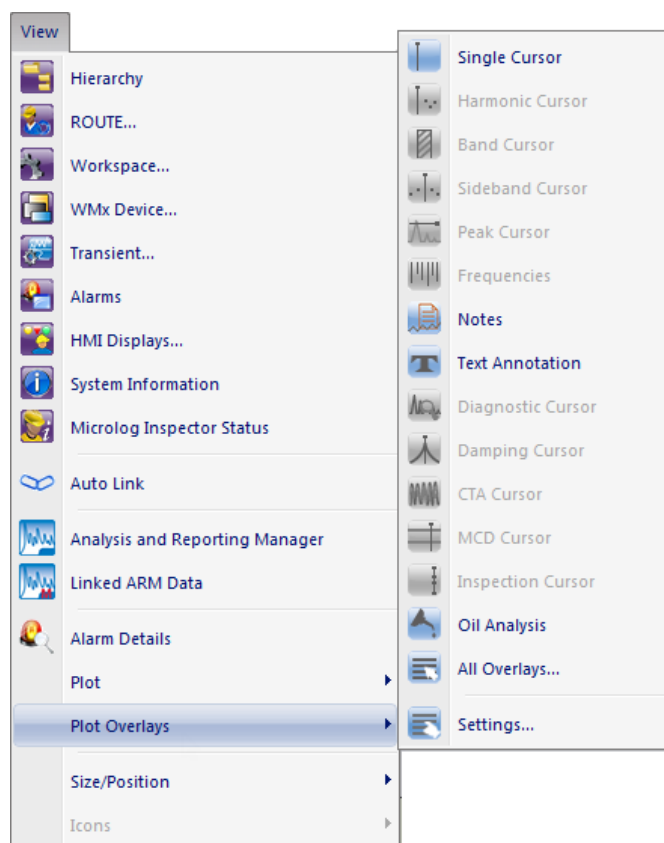 View
Hierarchy
ROUTE...
Workspace...
WMx Device...
Transient...
Alarms
HMI Displays...
System Information
Microlog Inspector Status
Auto Link
Analysis and Reporting Manager
Linked ARM Data
Alarm Details
Plot
Plot Overlays
Size/Position
Icons
Single Cursor
Harmonic Cursor
Band Cursor
Sideband Cursor
Peak Cursor
Frequencies
Notes
Text Annotation
Diagnostic Cursor
Damping Cursor
CTA Cursor
MCD Cursor
Inspection Cursor
Oil Analysis
All Overlays...
Settings...